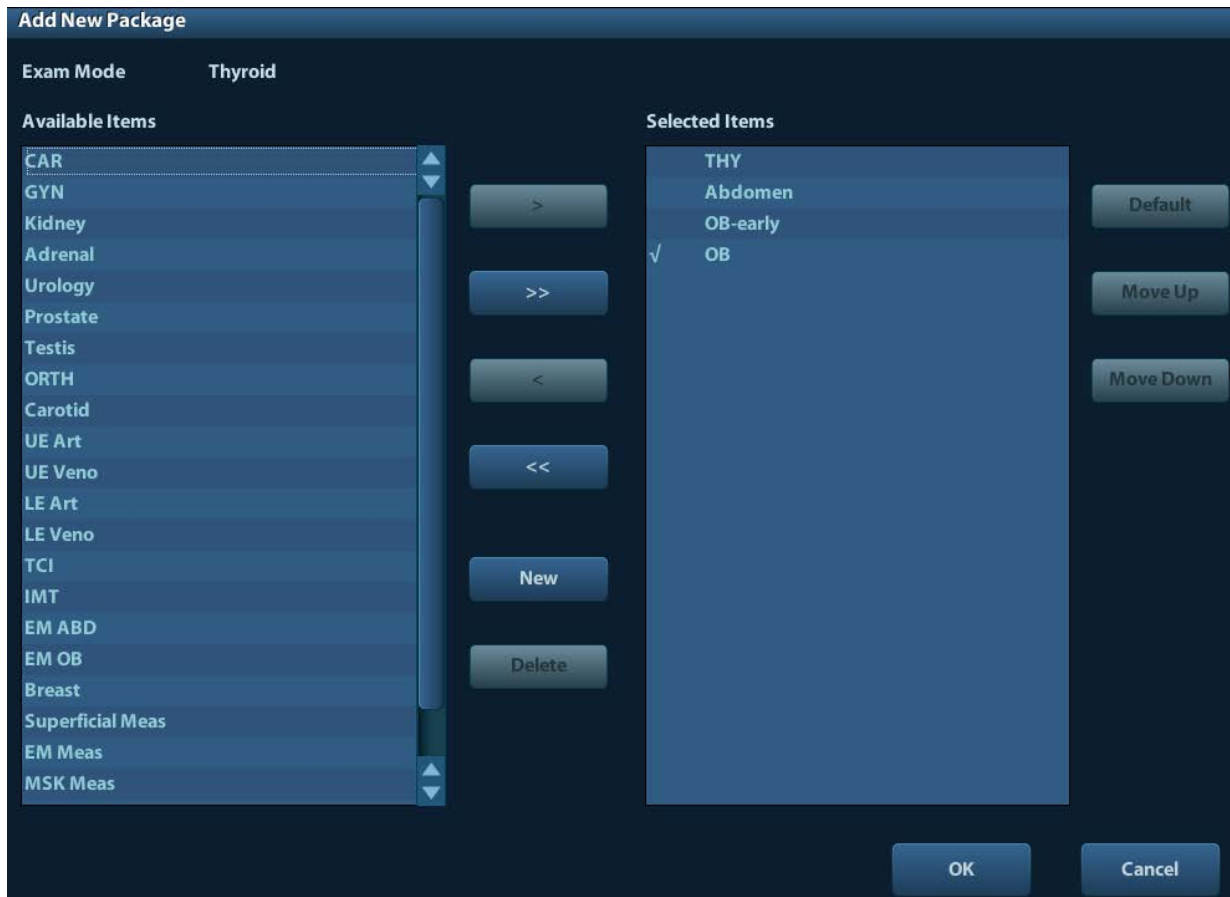 Add New Package
Exam Mode Thyroid
Available Items
CAR
GYN
Kidney
Adrenal
Urology
Prostate
Testis
ORTH
Carotid
UE Art
UE Veno
LE Art
LE Veno
TCI
IMT
EM ABD
EM OB
Breast
Superficial Meas
EM Meas
MSK Meas
>
>>
<
<<
New
Delete
Selected Items
THY
Abdomen
OB-early
√ OB
Default
Move Up
Move Down
OK
Cancel